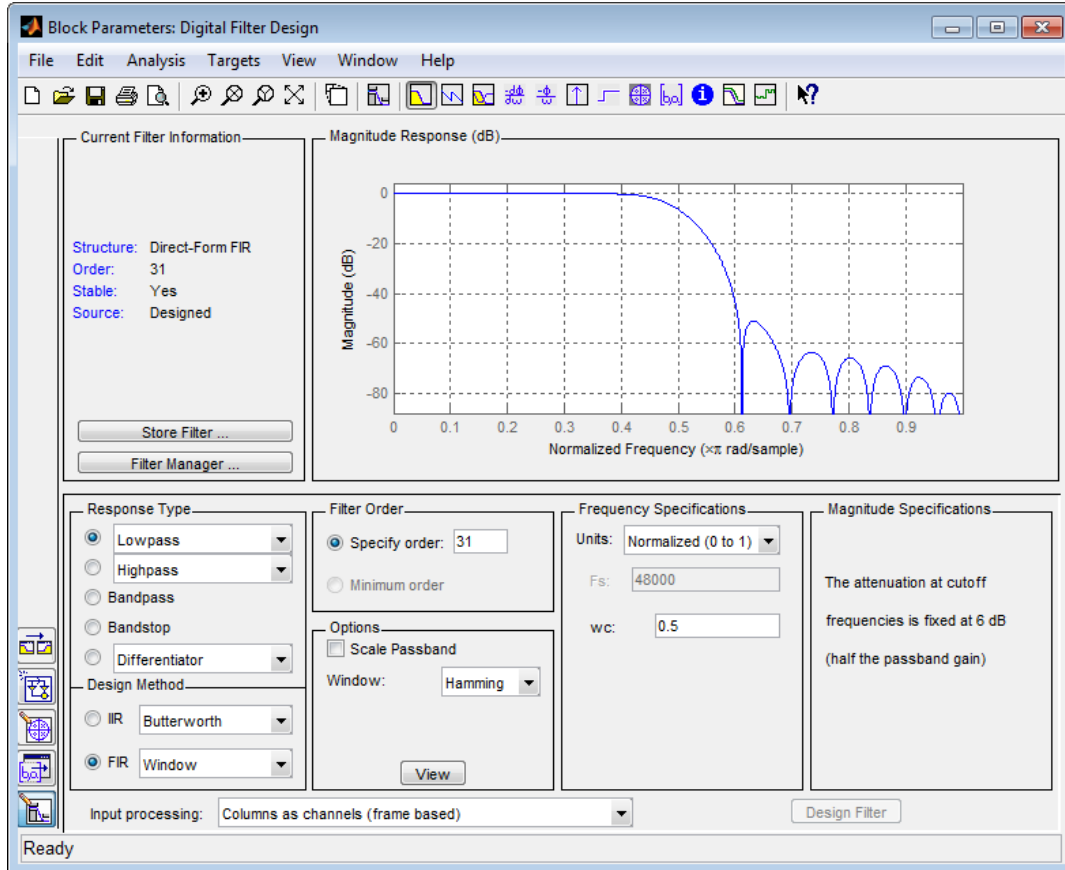 Block Parameters: Digital Filter Design
File Edit Analysis Targets View Window Help
Current Filter Information
Structure: Direct-Form FIR
Order: 31
Stable: Yes
Source: Designed
Store Filter ...
Filter Manager ...
Magnitude Response (dB)
Magnitude (dB)
0
-20
-40
-60
-80
0 0.1 0.2 0.3 0.4 0.5 0.6 0.7 0.8 0.9
Normalized Frequency (×π rad/sample)
Response Type
Lowpass
Highpass
Bandpass
Bandstop
Differentiator
Design Method
IIR Butterworth
FIR Window
Filter Order
Specify order: 31
Minimum order
Options
Scale Passband
Window: Hamming
View
Frequency Specifications
Units: Normalized (0 to 1)
Fs: 48000
wc: 0.5
Magnitude Specifications
The attenuation at cutoff
frequencies is fixed at 6 dB
(half the passband gain)
Input processing: Columns as channels (frame based)
Design Filter
Ready